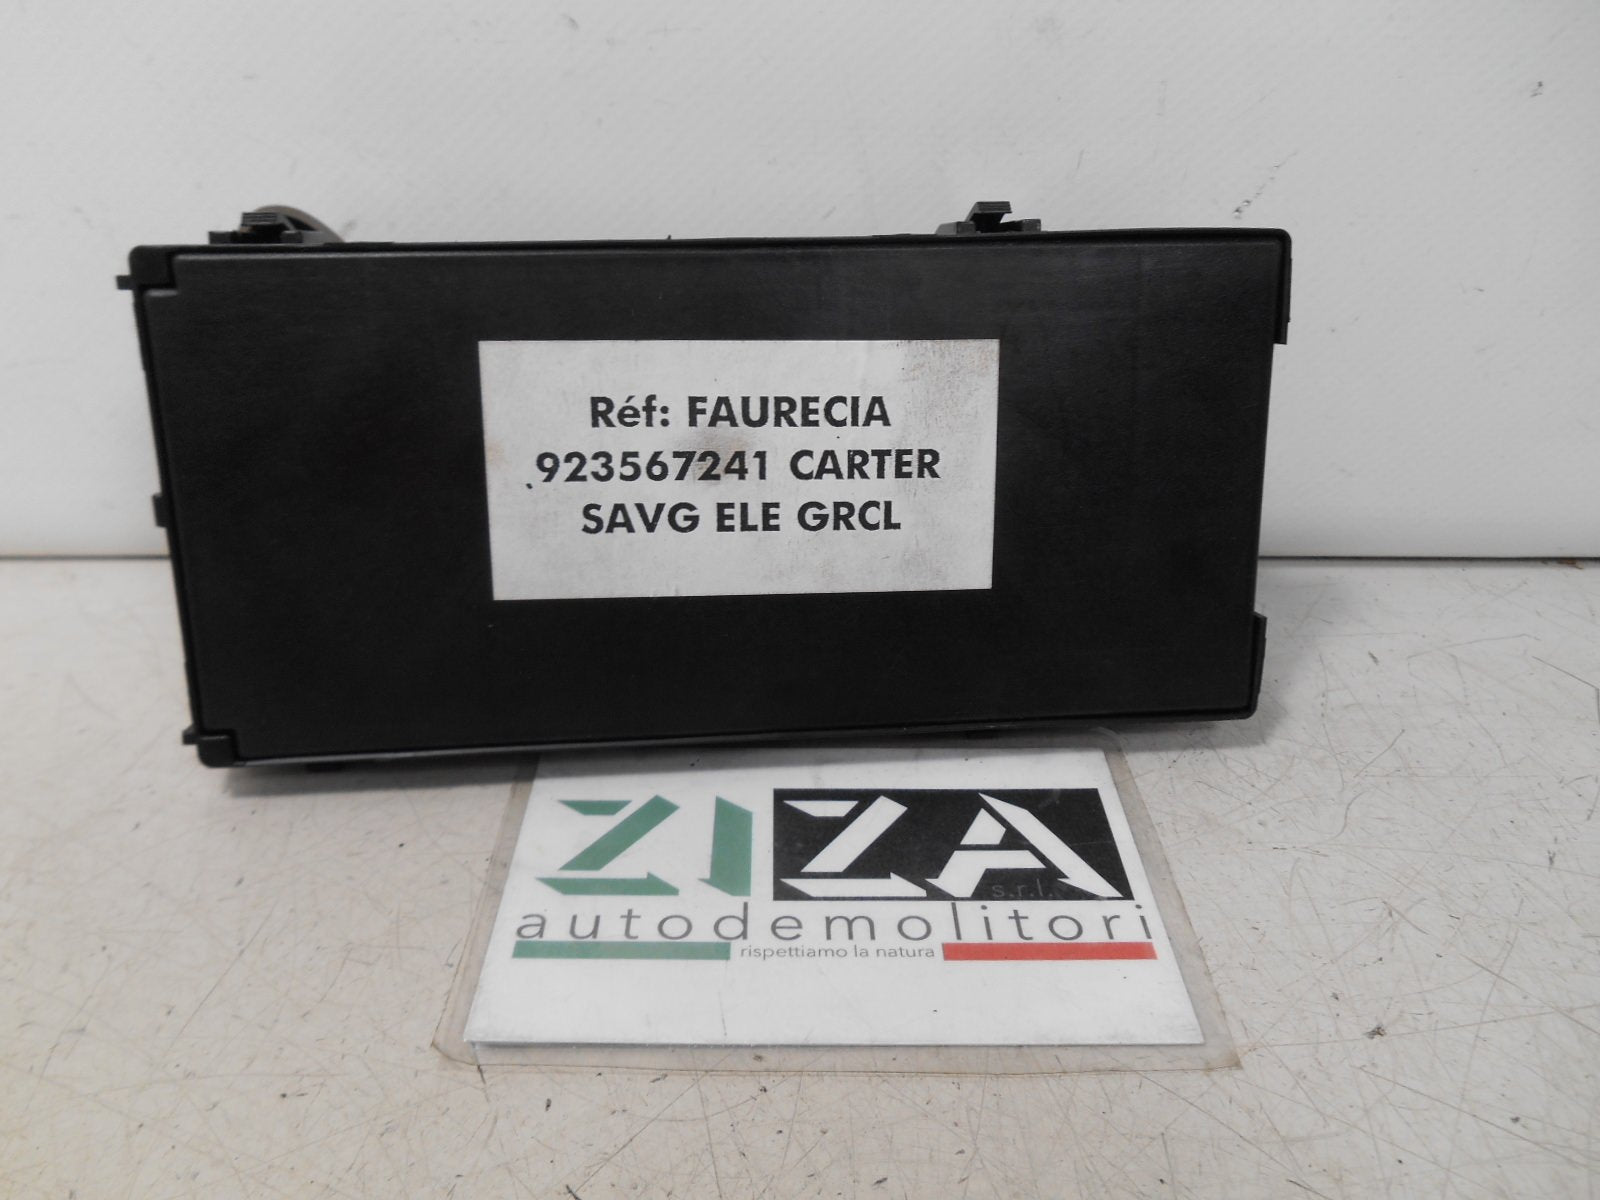 Réf: FAURECIA
923567241 CARTER
SAVG ELE GRCL
ZIZA
s.r.l.
autodemolitori
rispettiamo la natura